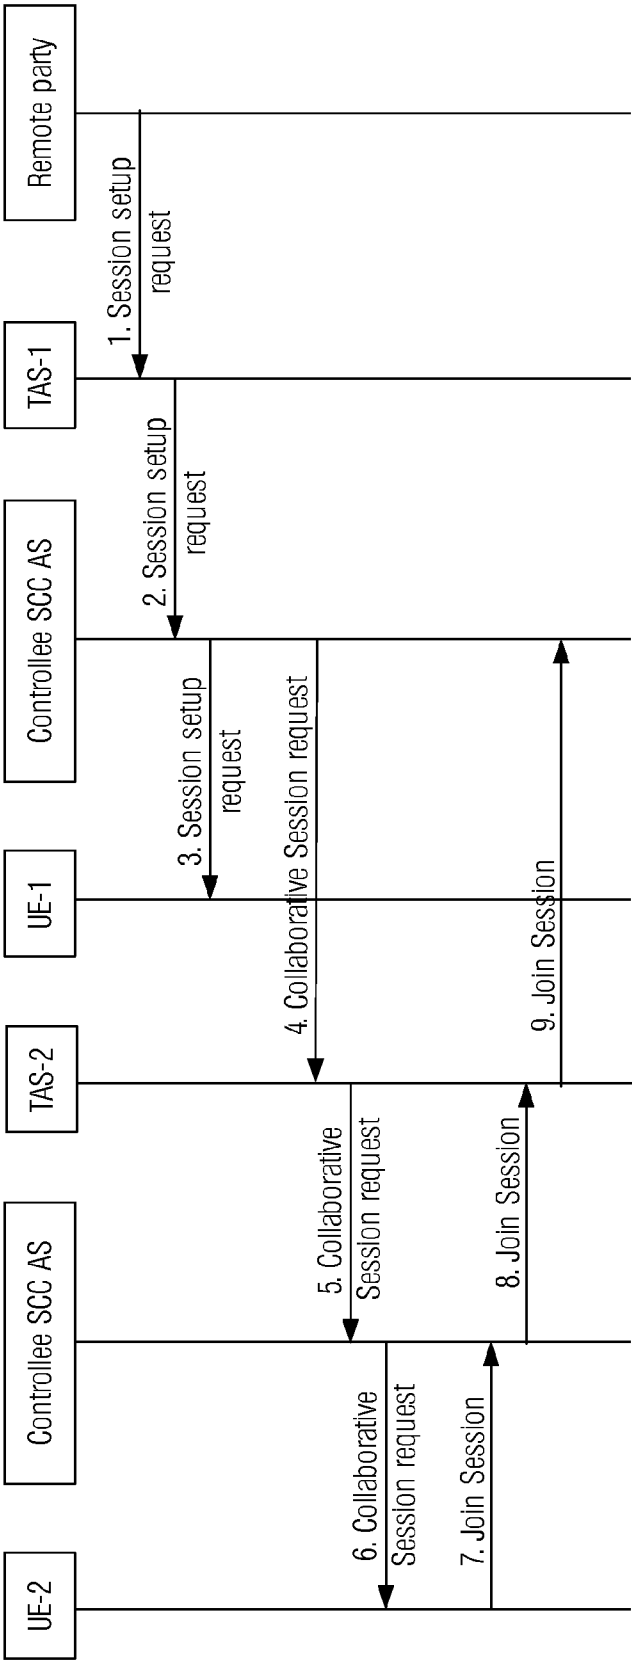 UE-2
Controllee SCC AS
TAS-2
UE-1
Controllee SCC AS
TAS-1
Remote party
1. Session setup
request
2. Session setup
request
3. Session setup
request
4. Collaborative Session request
5. Collaborative
Session request
6. Collaborative
Session request
7. Join Session
8. Join Session
9. Join Session